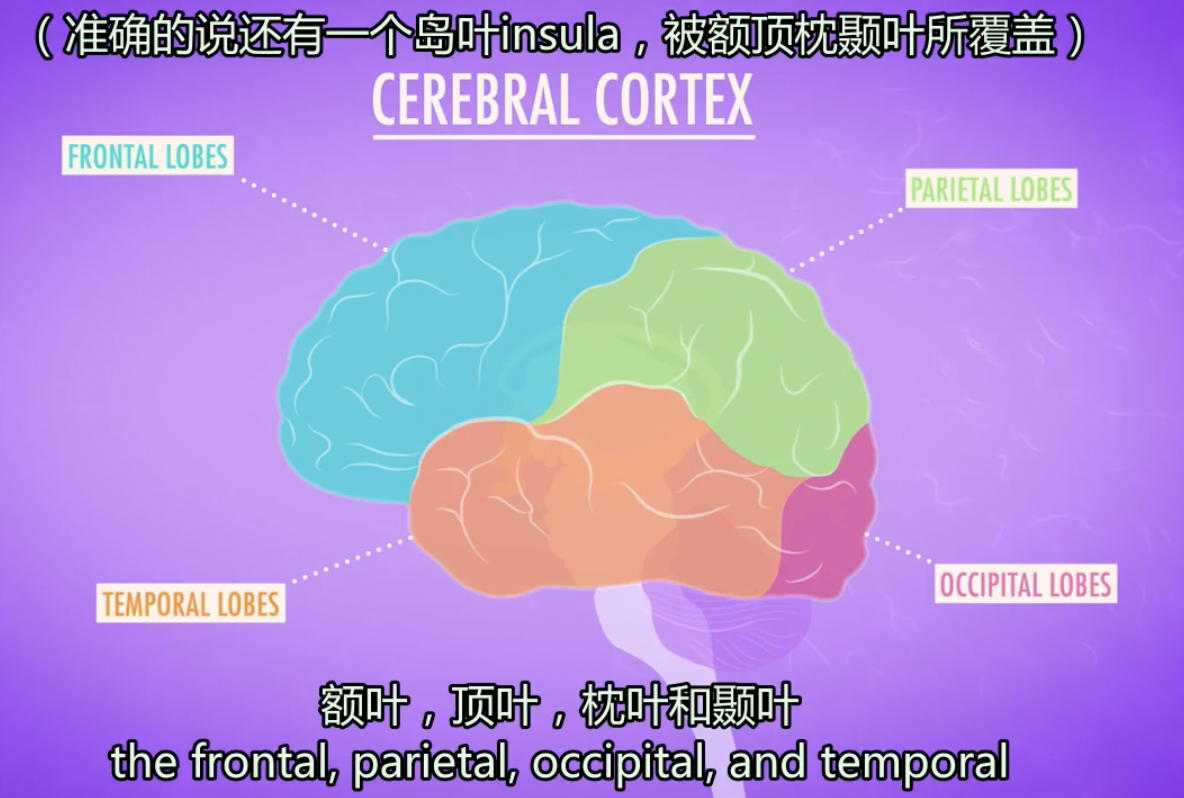 （准确的说还有一个岛叶insula，被额顶枕颞叶所覆盖）
CEREBRAL CORTEX
FRONTAL LOBES
PARIETAL LOBES
TEMPORAL LOBES
OCCIPITAL LOBES
额叶，顶叶，枕叶和颞叶
the frontal, parietal, occipital, and temporal